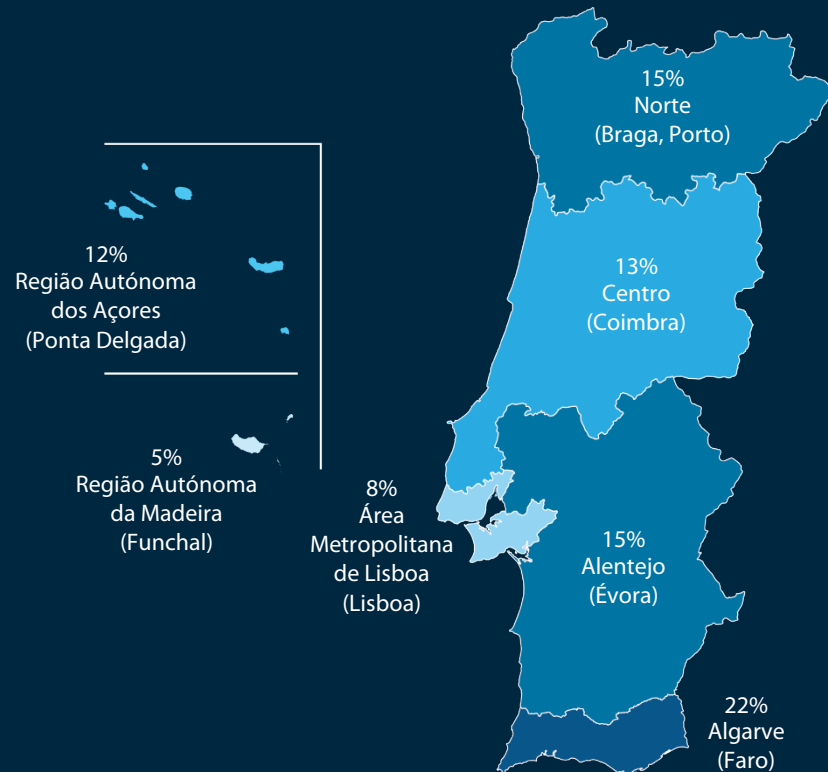 15%
Norte
(Braga, Porto)
12%
Região Autónoma
dos Açores
(Ponta Delgada)
13%
Centro
(Coimbra)
5%
Região Autónoma
da Madeira
(Funchal)
8%
Área
Metropolitana
de Lisboa
(Lisboa)
15%
Alentejo
(Évora)
22%
Algarve
(Faro)